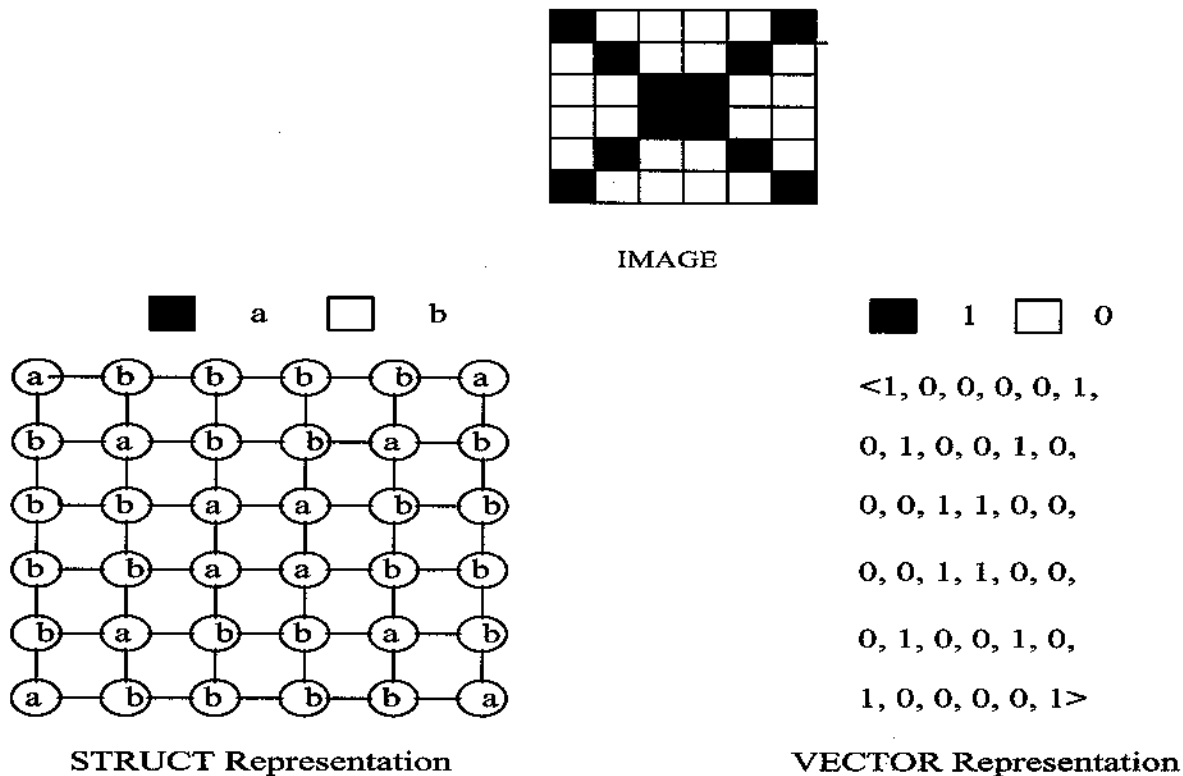 IMAGE
a b
1 0
a b b b b a
b a b b a b
b b a a b b
b b a a b b
b a b b a b
a b b b b a
<1, 0, 0, 0, 0, 1,
0, 1, 0, 0, 1, 0,
0, 0, 1, 1, 0, 0,
0, 0, 1, 1, 0, 0,
0, 1, 0, 0, 1, 0,
1, 0, 0, 0, 0, 1>
STRUCT Representation
VECTOR Representation